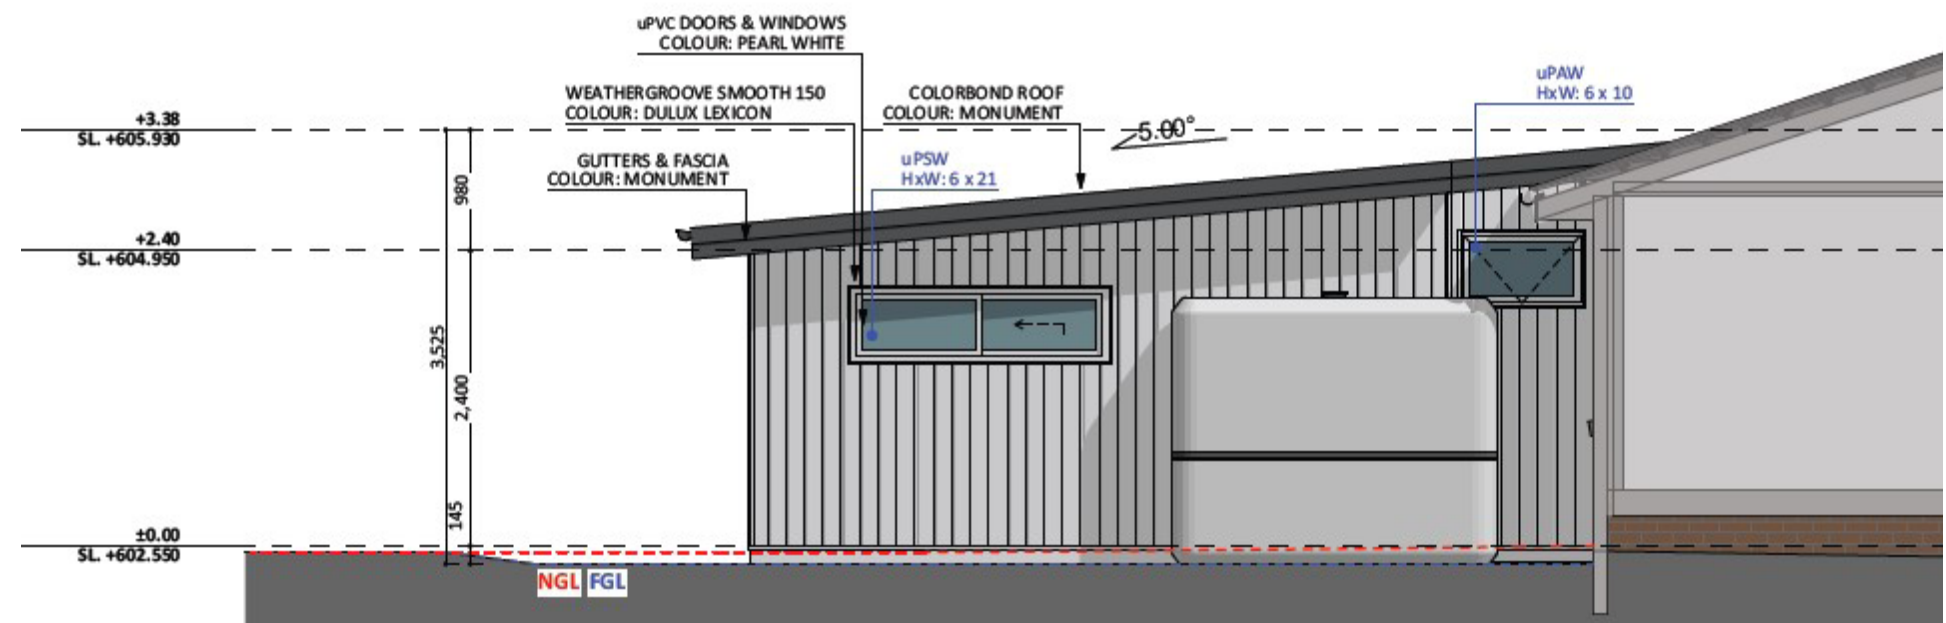 uPVC DOORS & WINDOWS
COLOUR: PEARL WHITE
uPAW
HxW: 6 x 10
WEATHERGROOVE SMOOTH 150
COLOUR: DULUX LEXICON
COLORBOND ROOF
COLOUR: MONUMENT
+3.38
SL. +605.930
5.00°
GUTTERS & FASCIA
COLOUR: MONUMENT
uPSW
HxW: 6 x 21
980
+2.40
SL. +604.950
3,525
2,400
145
±0.00
SL. +602.550
NGL FGL